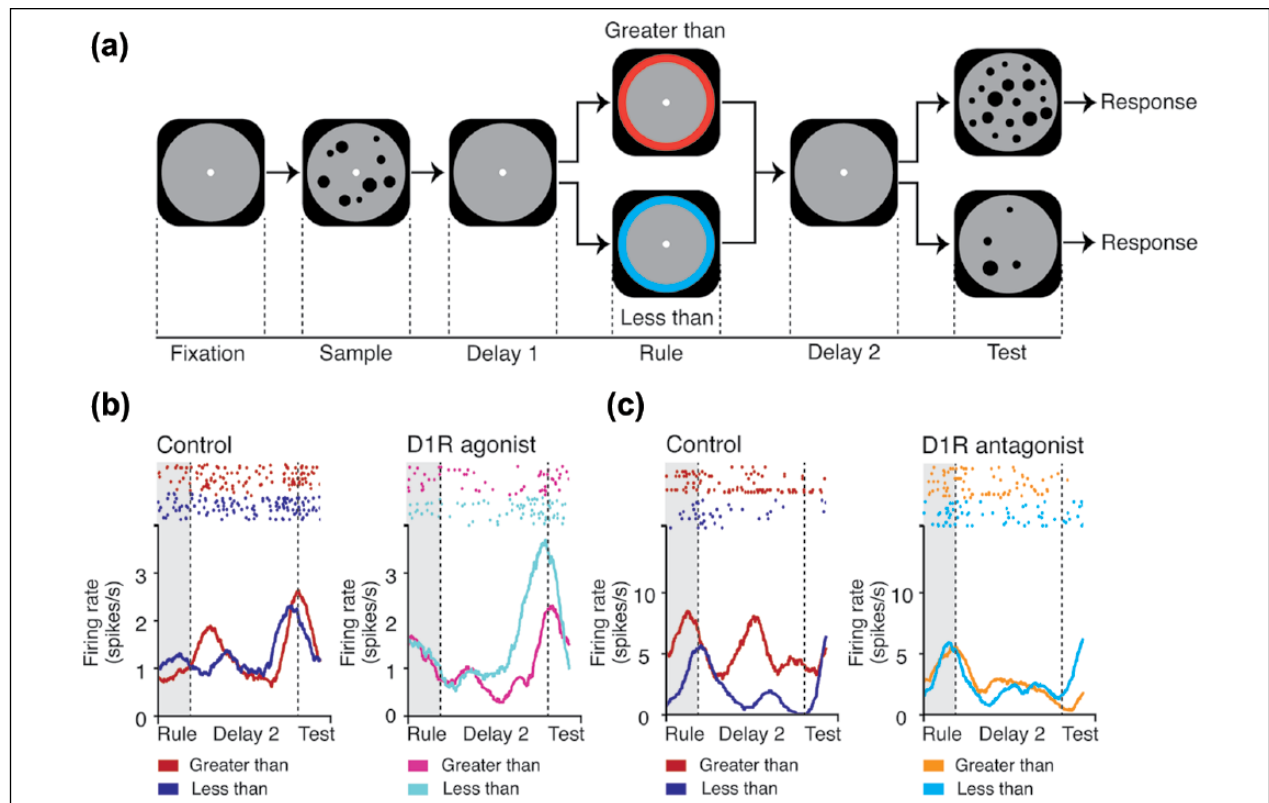 (a)
Greater than
Response
Response
Less than
Fixation Sample Delay 1 Rule Delay 2 Test
(b)
(c)
Control
D1R agonist
Control
D1R antagonist
Firing rate
(spikes/s)
3
2
1
0
Rule Delay 2 Test
Greater than
Less than
Firing rate
(spikes/s)
3
2
1
0
Rule Delay 2 Test
Greater than
Less than
Firing rate
(spikes/s)
10
5
0
Rule Delay 2 Test
Greater than
Less than
Firing rate
(spikes/s)
10
5
0
Rule Delay 2 Test
Greater than
Less than